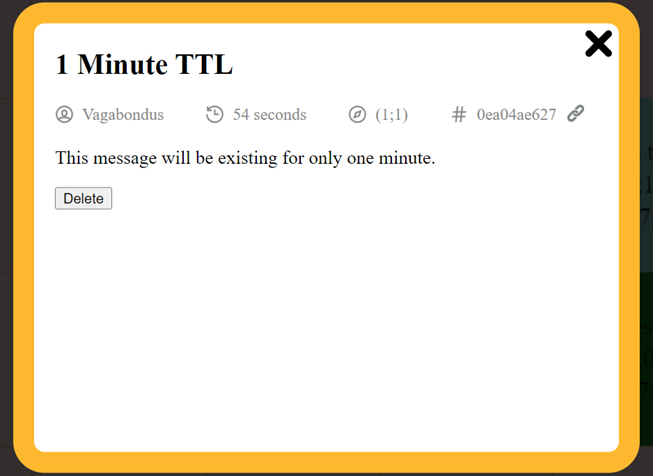 1 Minute TTL
Vagabondus 54 seconds (1;1) # 0ea04ae627
This message will be existing for only one minute.
Delete